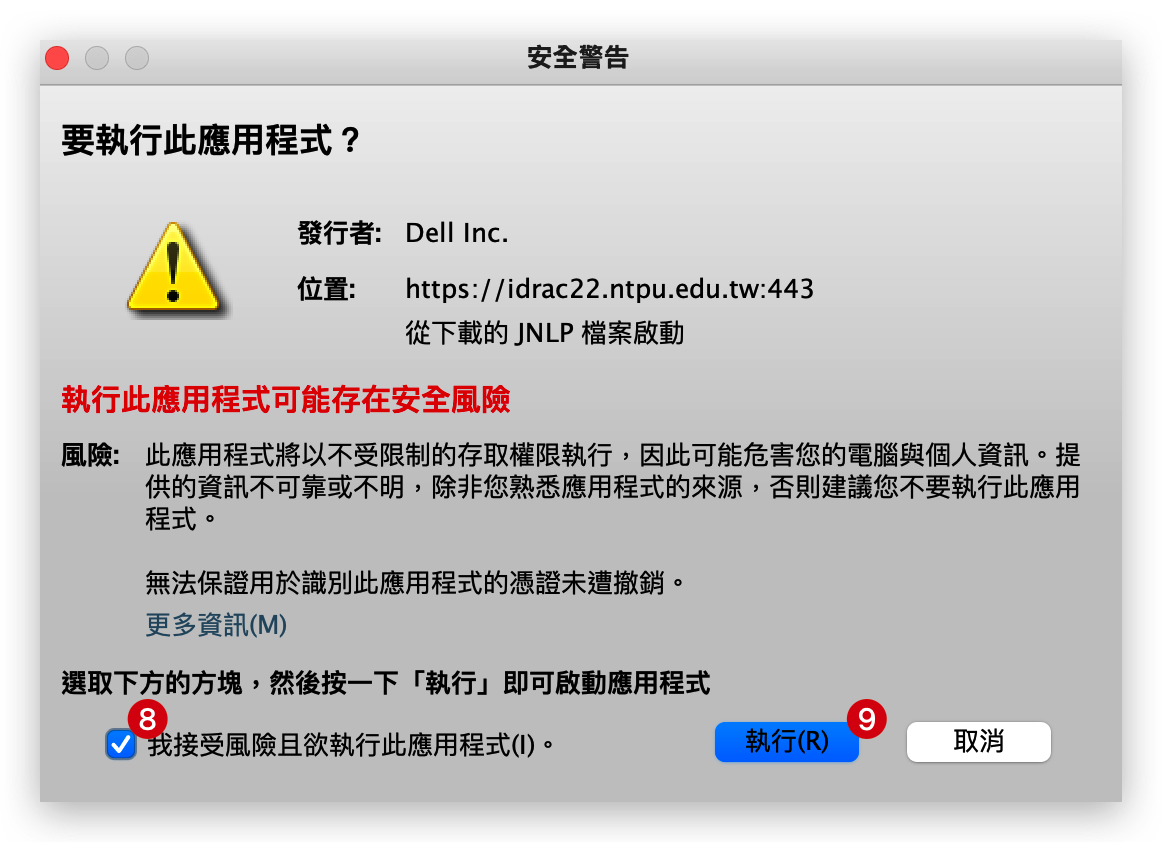 安全警告
要執行此應用程式？
發行者: Dell Inc.
位置: https://idrac22.ntpu.edu.tw:443
從下載的 JNLP 檔案啟動
執行此應用程式可能存在安全風險
風險: 此應用程式將以不受限制的存取權限執行，因此可能危害您的電腦與個人資訊。提
供的資訊不可靠或不明，除非您熟悉應用程式的來源，否則建議您不要執行此應用
程式。
無法保證用於識別此應用程式的憑證未遭撤銷。
更多資訊(M)
選取下方的方塊，然後按一下「執行」即可啟動應用程式
8 我接受風險且欲執行此應用程式(I)。 執行(R) 9 取消